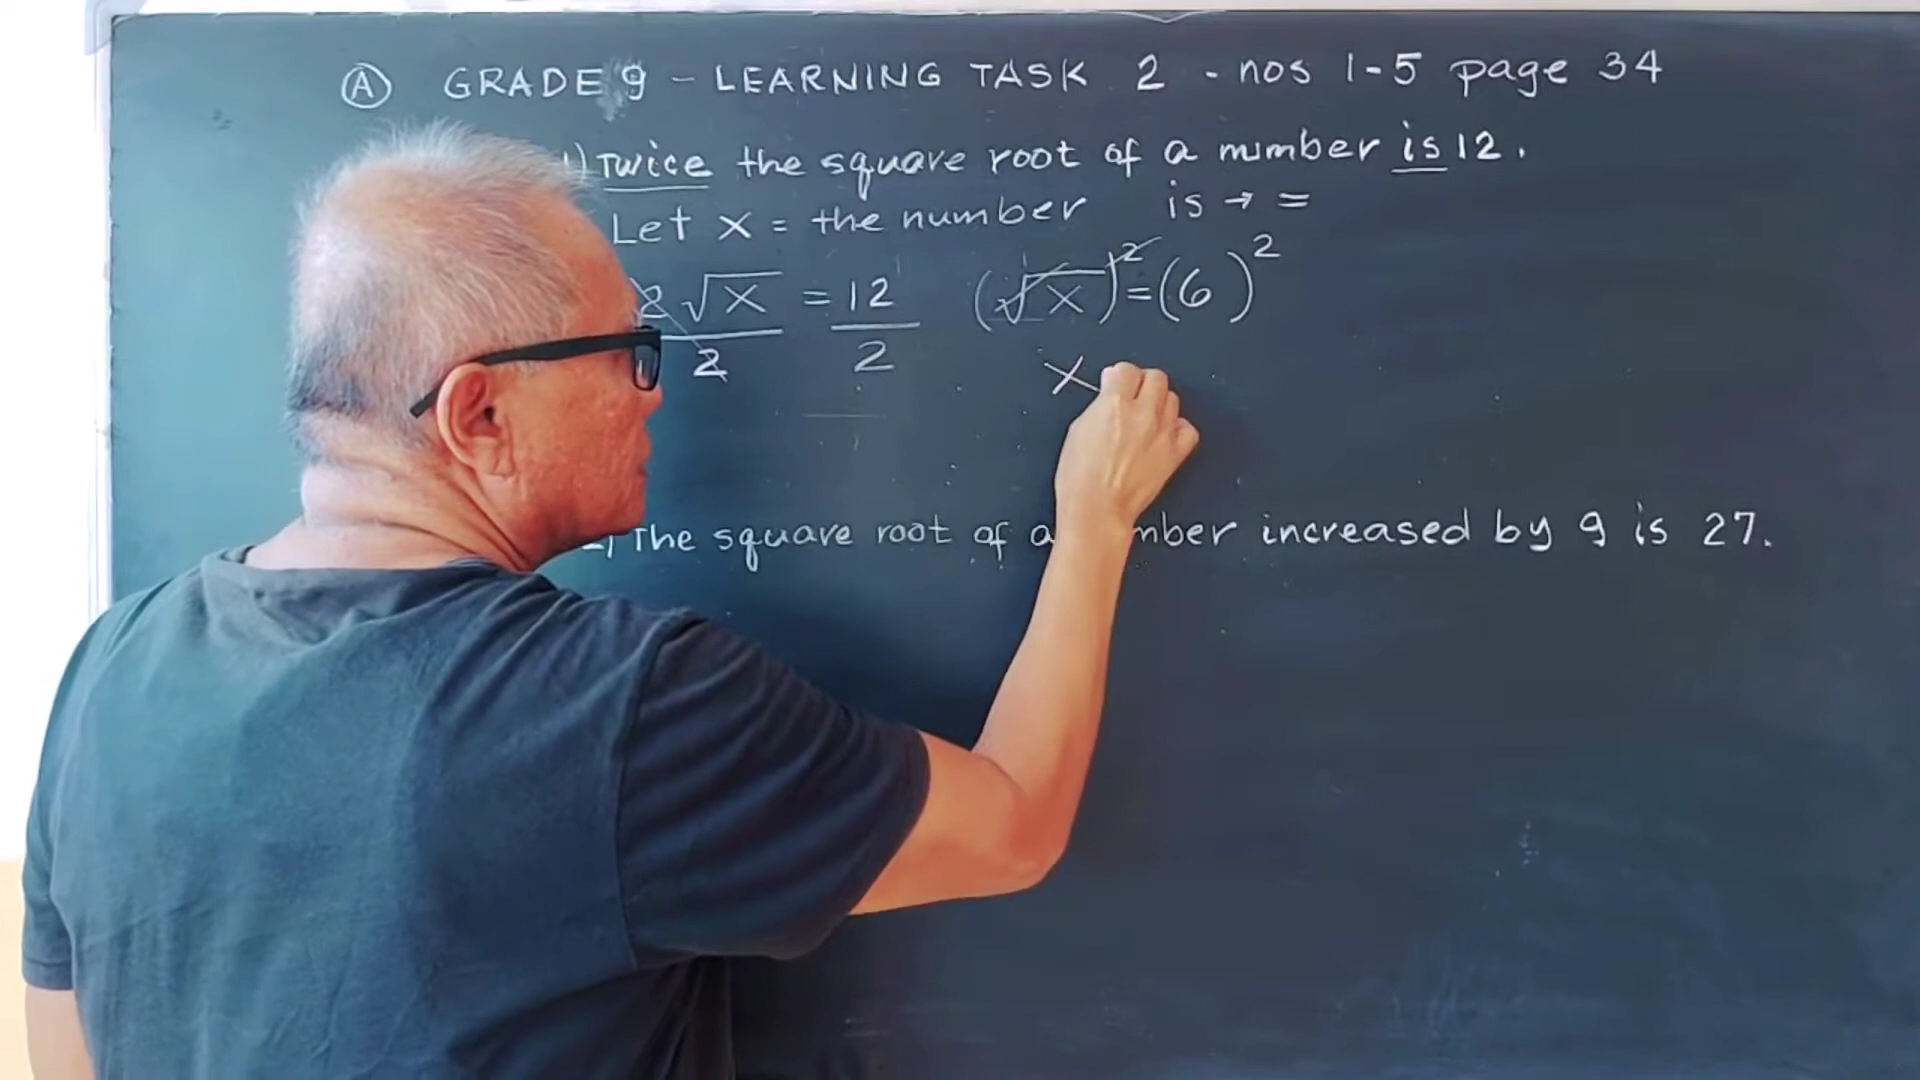 Ⓐ GRADE 9 - LEARNING TASK 2 - nos 1-5 page 34
1) Twice the square root of a number is 12.
Let x = the number is → =
2√x/2 = 12/2 (√x)² = (6)²
x
2) The square root of a increased by 9 is 27.